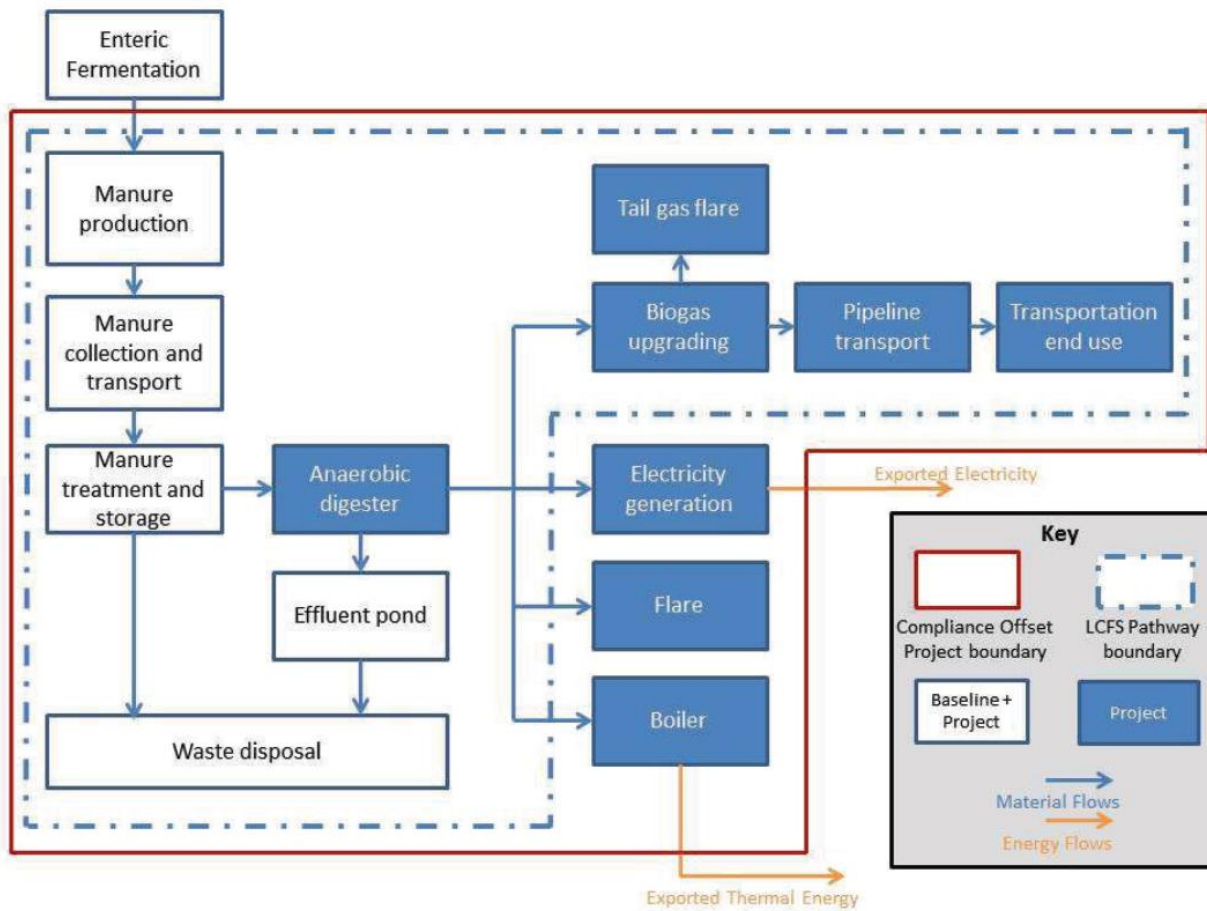 Enteric
Fermentation
Manure
production
Tail gas flare
Manure
collection and
transport
Biogas
upgrading
Pipeline
transport
Transportation
end use
Manure
treatment and
storage
Anaerobic
digester
Electricity
generation
Exported Electricity
Effluent pond
Flare
Waste disposal
Boiler
Exported Thermal Energy
Key
Compliance Offset
Project boundary
LCFS Pathway
boundary
Baseline +
Project
Project
Material Flows
Energy Flows